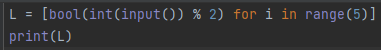 L = [bool(int(input()) % 2) for i in range(5)]
print(L)